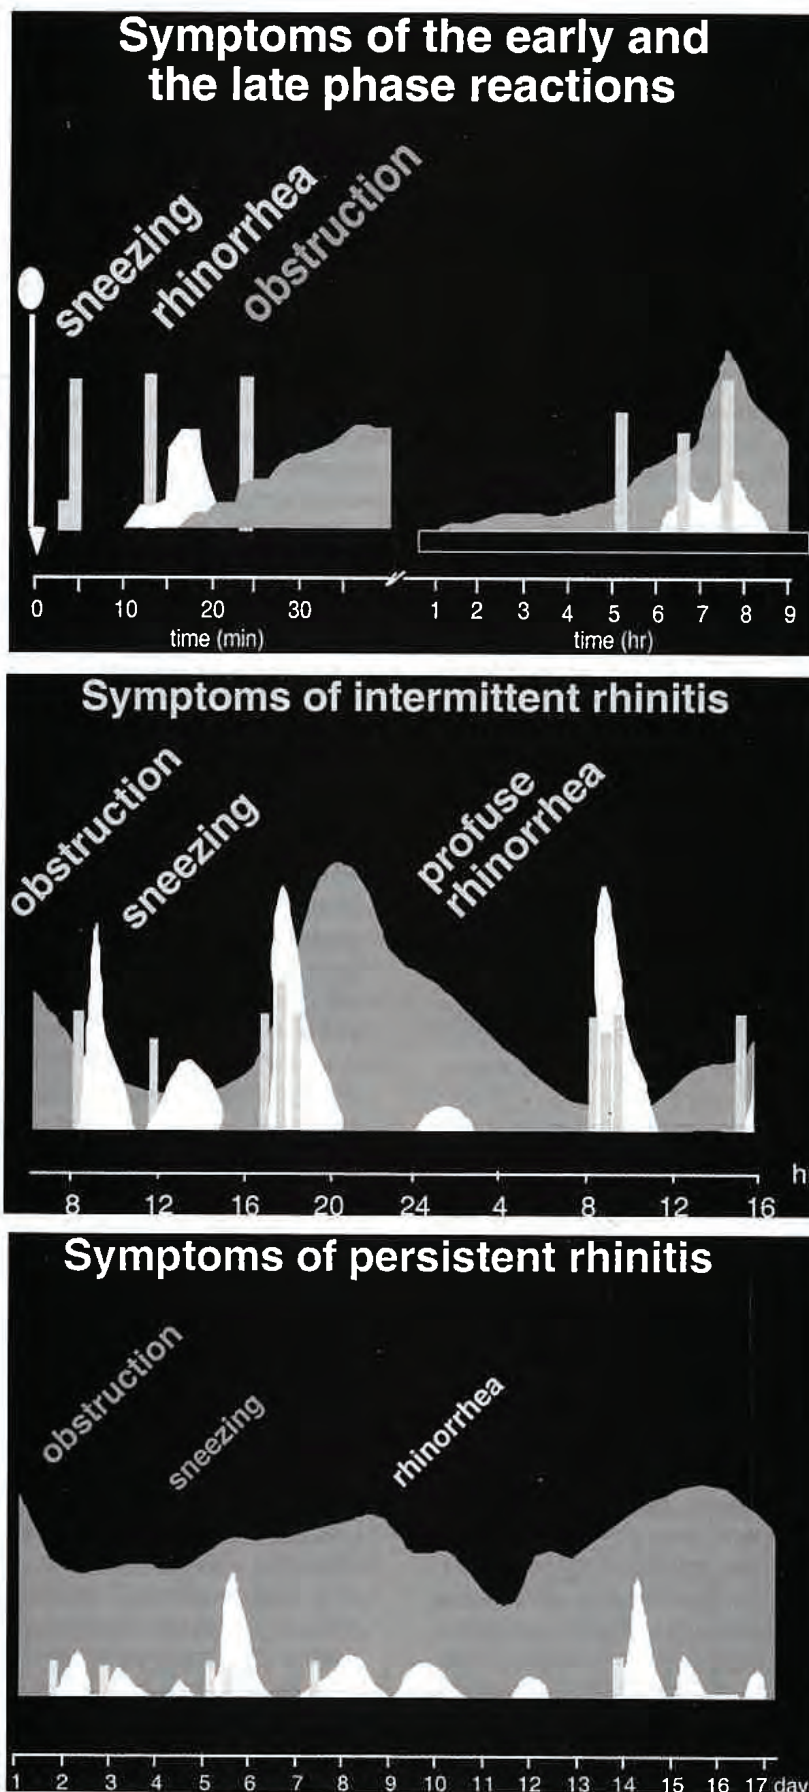 Symptoms of the early and
the late phase reactions
sneezing
rhinorrhea
obstruction
0 10 20 30 1 2 3 4 5 6 7 8 9
time (min) time (hr)
Symptoms of intermittent rhinitis
obstruction
sneezing
profuse
rhinorrhea
h
8 12 16 20 24 4 8 12 16
Symptoms of persistent rhinitis
obstruction
sneezing
rhinorrhea
1 2 3 4 5 6 7 8 9 10 11 12 13 14 15 16 17 day